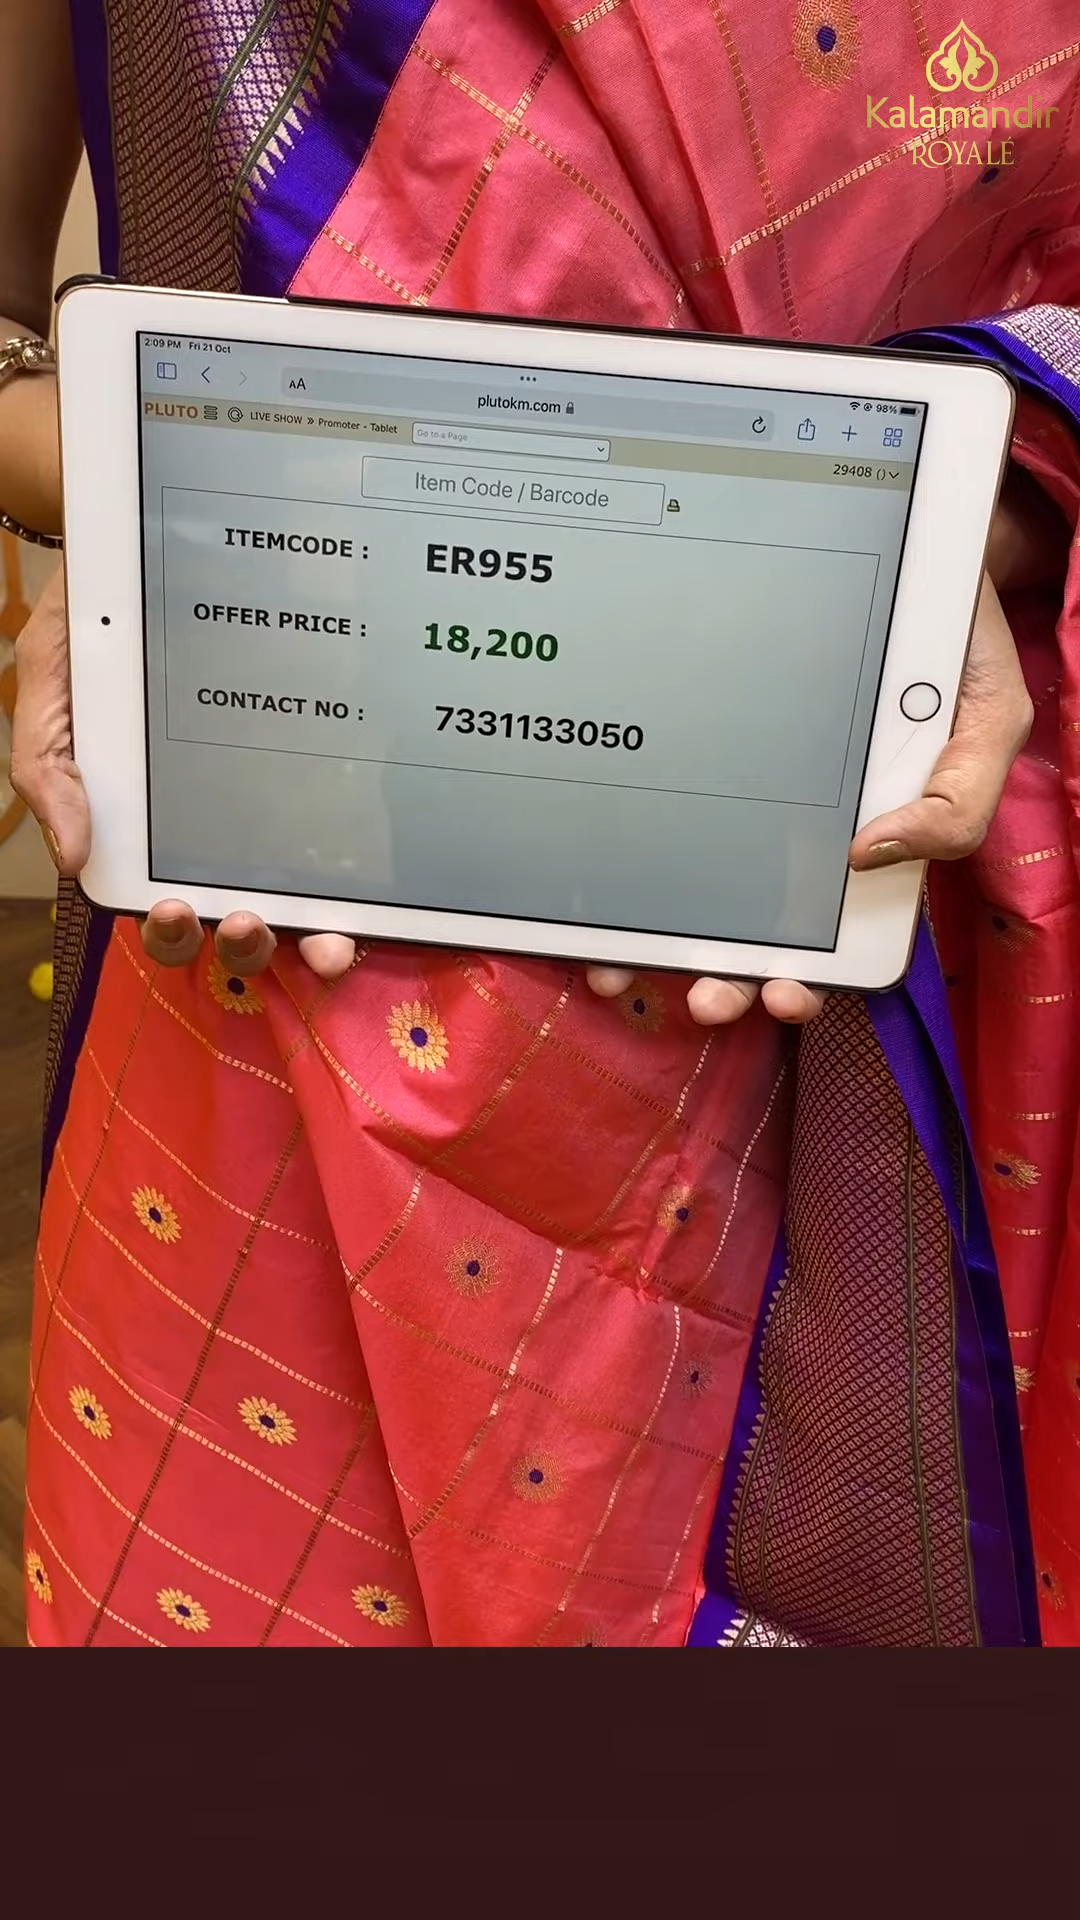 Kalamandir
ROYALÉ
2:09 PM Fri 21 Oct
98%
AA
plutokm.com
PLUTO
LIVE SHOW » Promoter - Tablet
Go to a Page
29408 ()
Item Code / Barcode
ITEMCODE : ER955
OFFER PRICE : 18,200
CONTACT NO : 7331133050